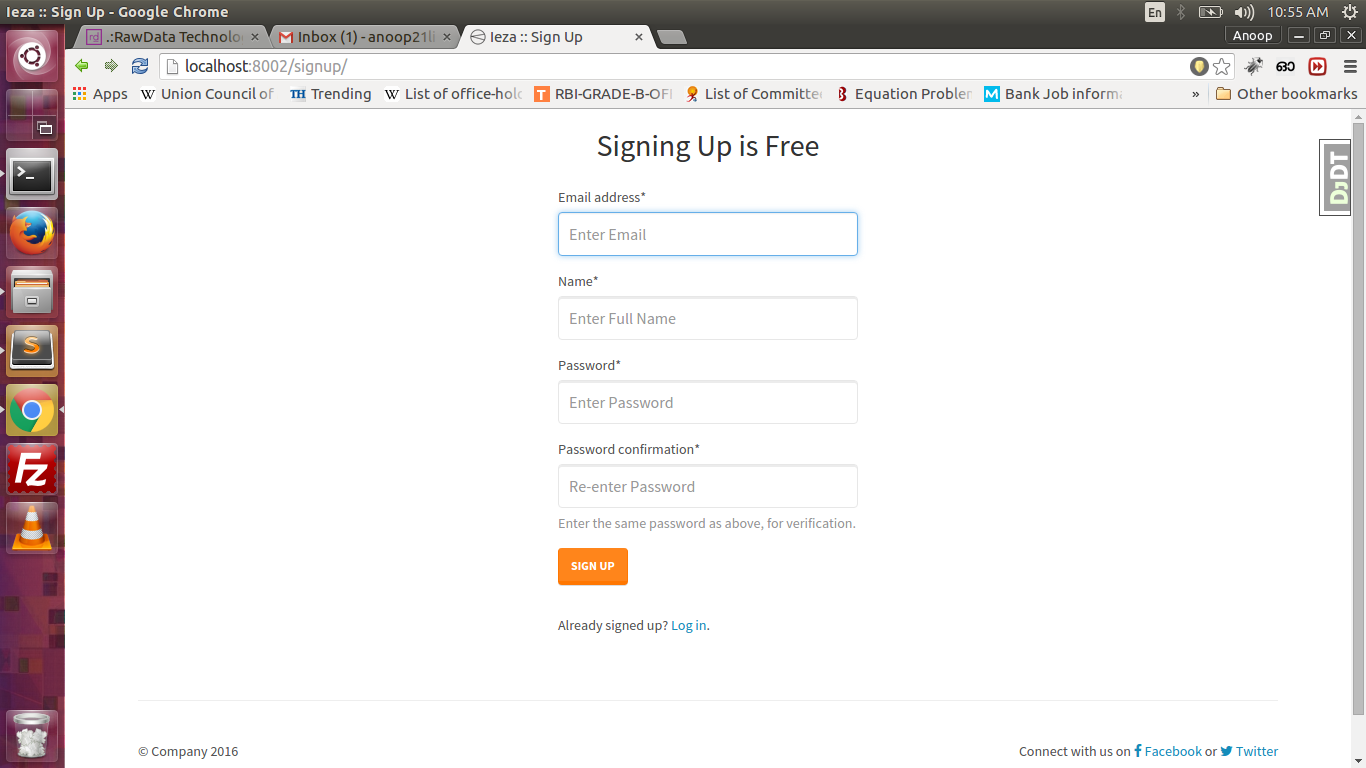 Ieza :: Sign Up - Google Chrome
En
10:55 AM
.:RawData Technolo
Inbox (1) - anoop21li
Ieza :: Sign Up
Anoop
localhost:8002/signup/
Apps
Union Council of
TH Trending
List of office-hold
T RBI-GRADE-B-OFI
List of Committe
Equation Probler
M Bank Job informa
»
Other bookmarks
Signing Up is Free
DJDT
Email address*
Enter Email
Name*
Enter Full Name
Password*
Enter Password
Password confirmation*
Re-enter Password
Enter the same password as above, for verification.
SIGN UP
Already signed up? Log in.
© Company 2016
Connect with us on Facebook or Twitter